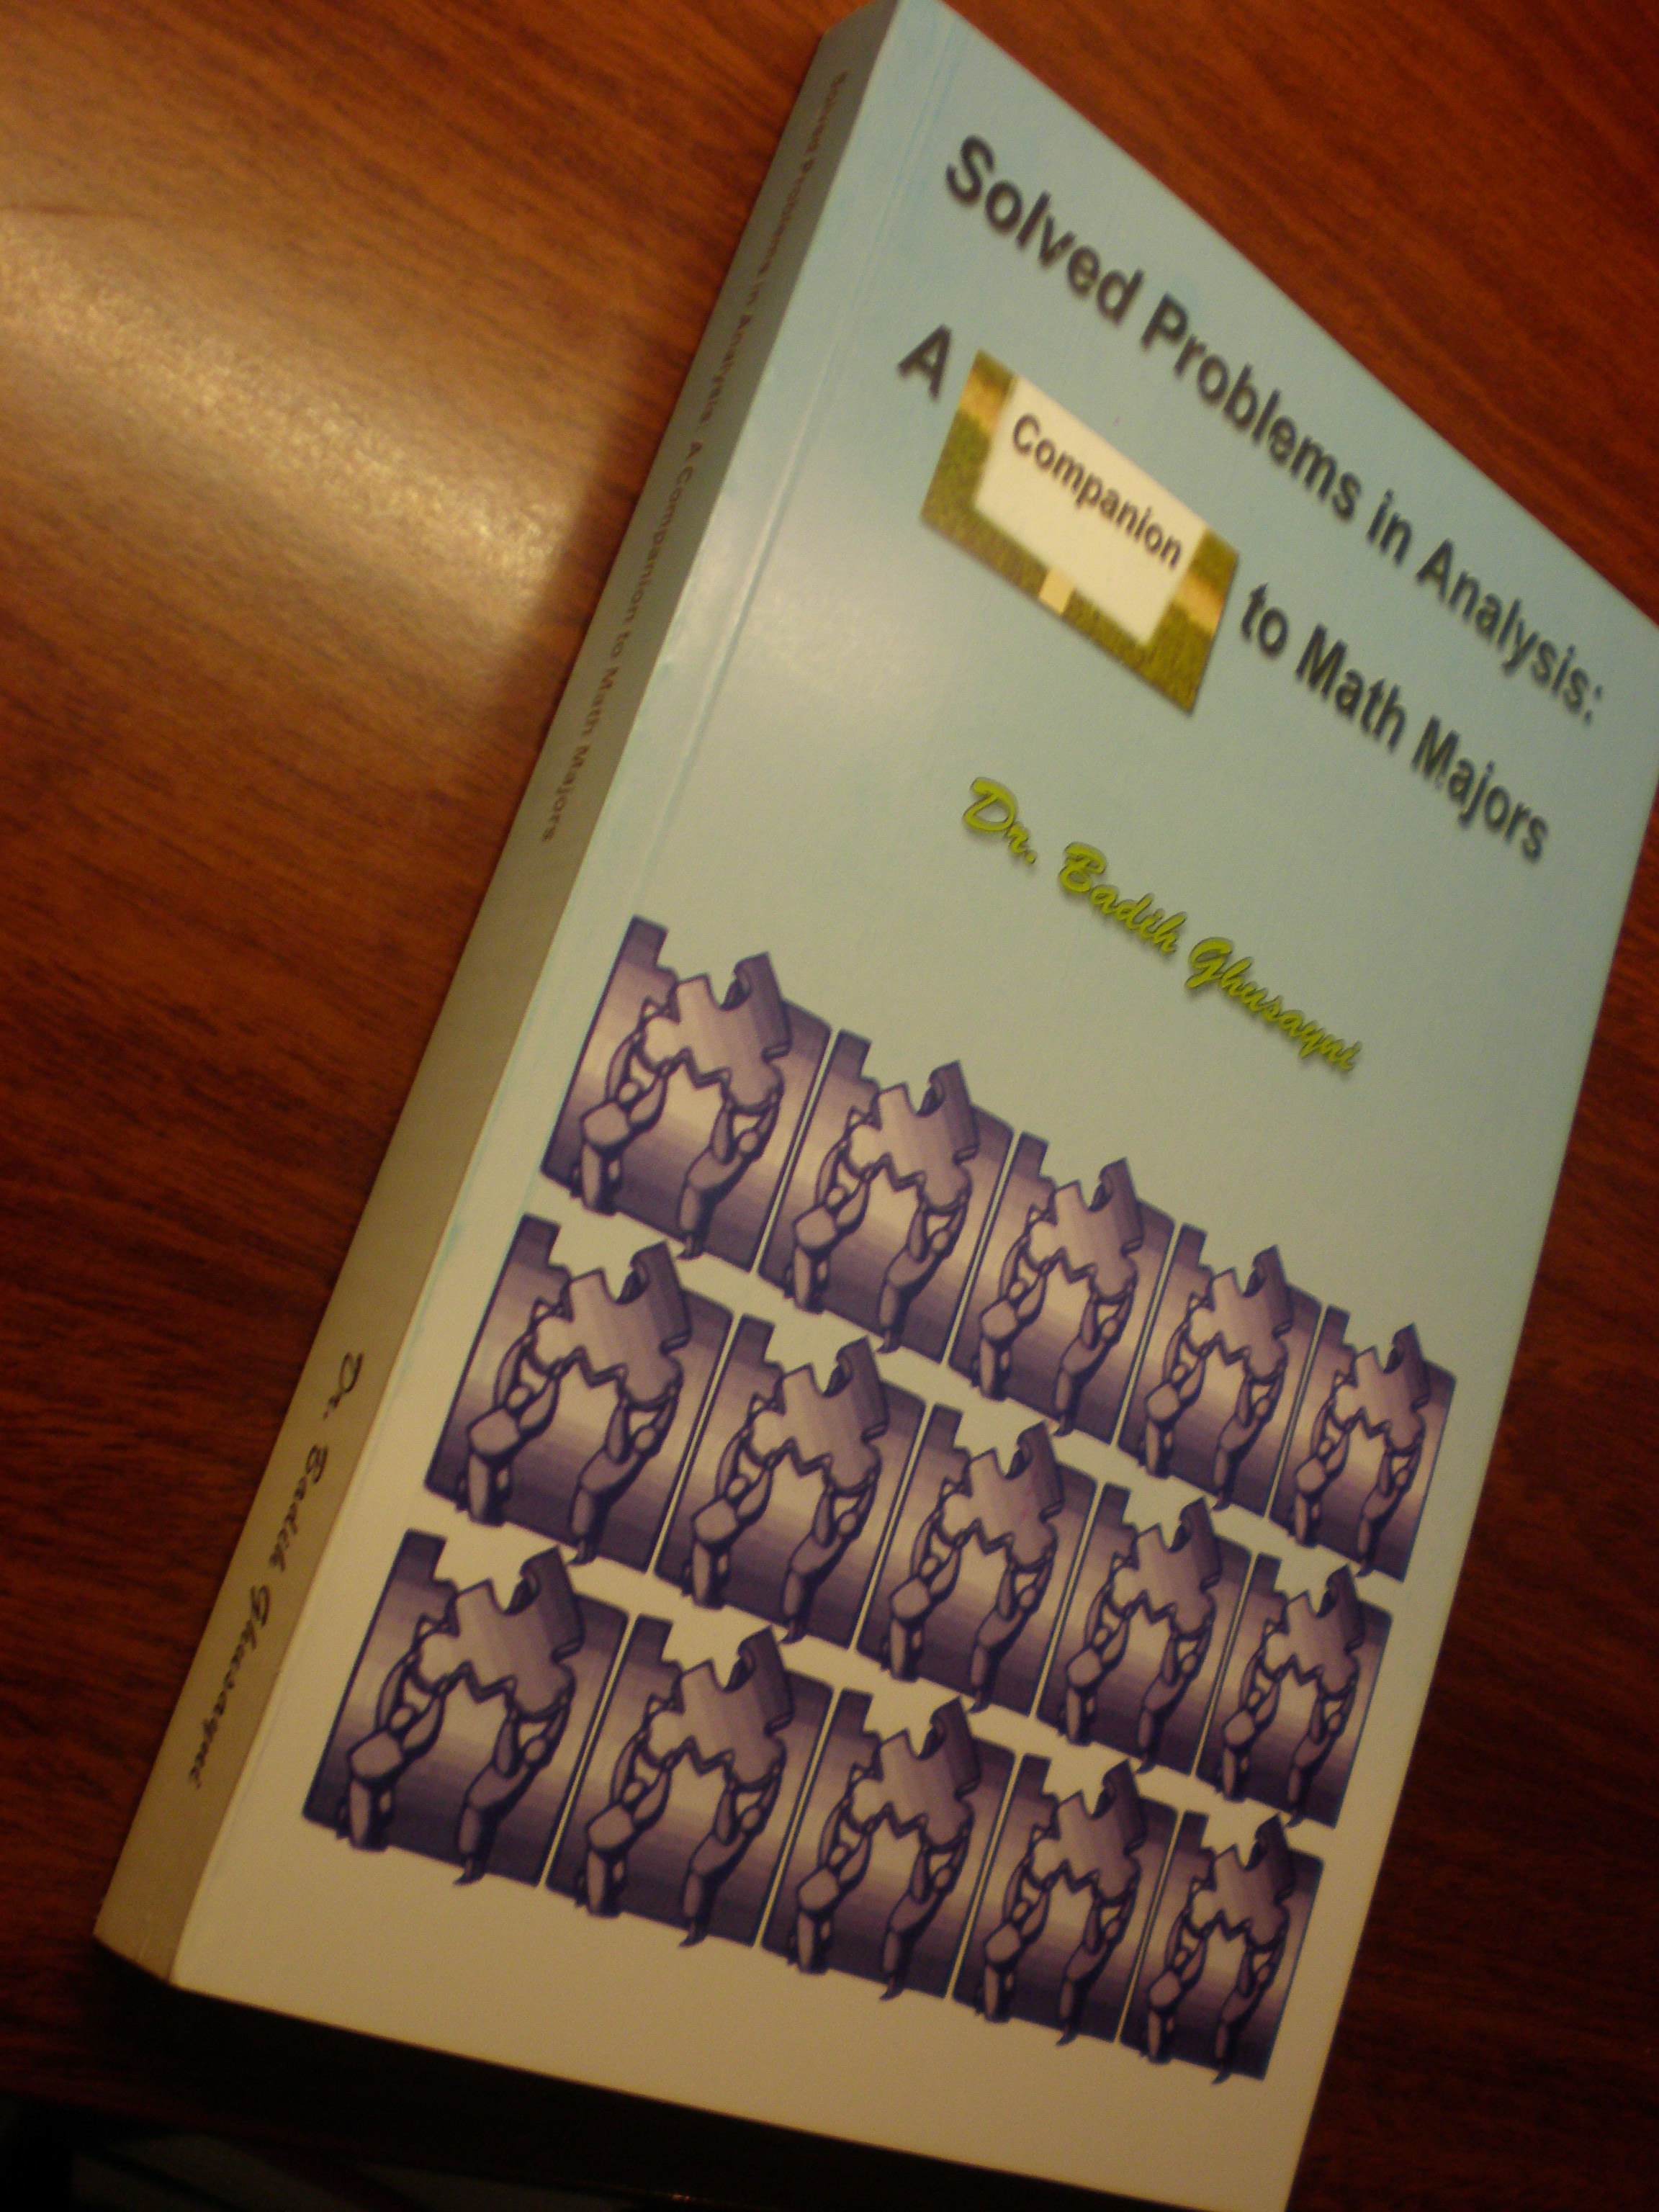 Solved Problems in Analysis:
A Companion to Math Majors
Dr. Badih Ghusayni
Solved Problems in Analysis: A Companion to Math Majors
Dr. Badih Ghusayni